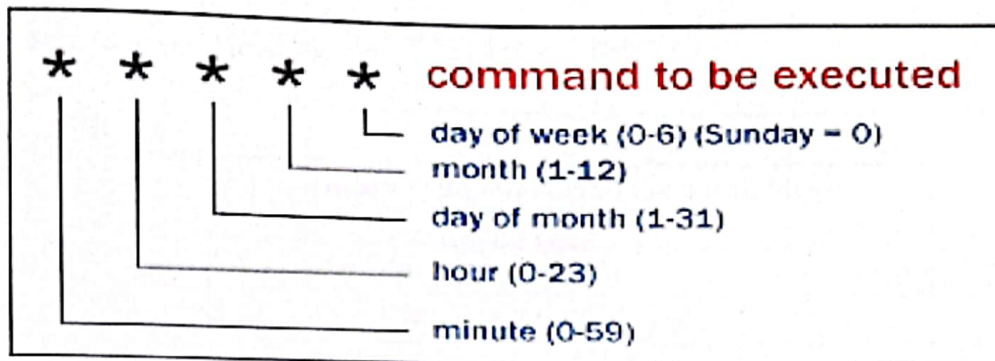 * * * * * command to be executed
day of week (0-6) (Sunday = 0)
month (1-12)
day of month (1-31)
hour (0-23)
minute (0-59)